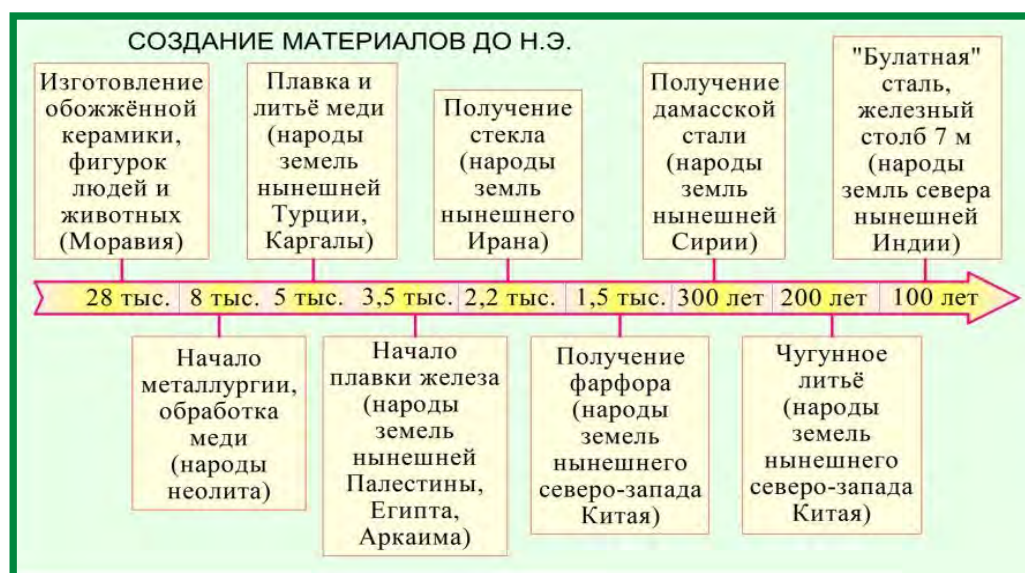 СОЗДАНИЕ МАТЕРИАЛОВ ДО Н.Э.
Изготовление
обожжённой
керамики,
фигурок
людей и
животных
(Моравия)
Плавка и
литьё меди
(народы
земель
нынешней
Турции,
Каргалы)
Получение
стекла
(народы
земль
нынешнего
Ирана)
Получение
дамасской
стали
(народы
земль
нынешней
Сирии)
"Булатная"
сталь,
железный
столб 7 м
(народы
земль севера
нынешней
Индии)
28 тыс. 8 тыс. 5 тыс. 3,5 тыс. 2,2 тыс. 1,5 тыс. 300 лет 200 лет 100 лет
Начало
металлургии,
обработка
меди
(народы
неолита)
Начало
плавки железа
(народы
земель
нынешней
Палестины,
Египта,
Аркаима)
Получение
фарфора
(народы
земель
нынешнего
северо-запада
Китая)
Чугунное
литьё
(народы
земель
нынешнего
северо-запада
Китая)